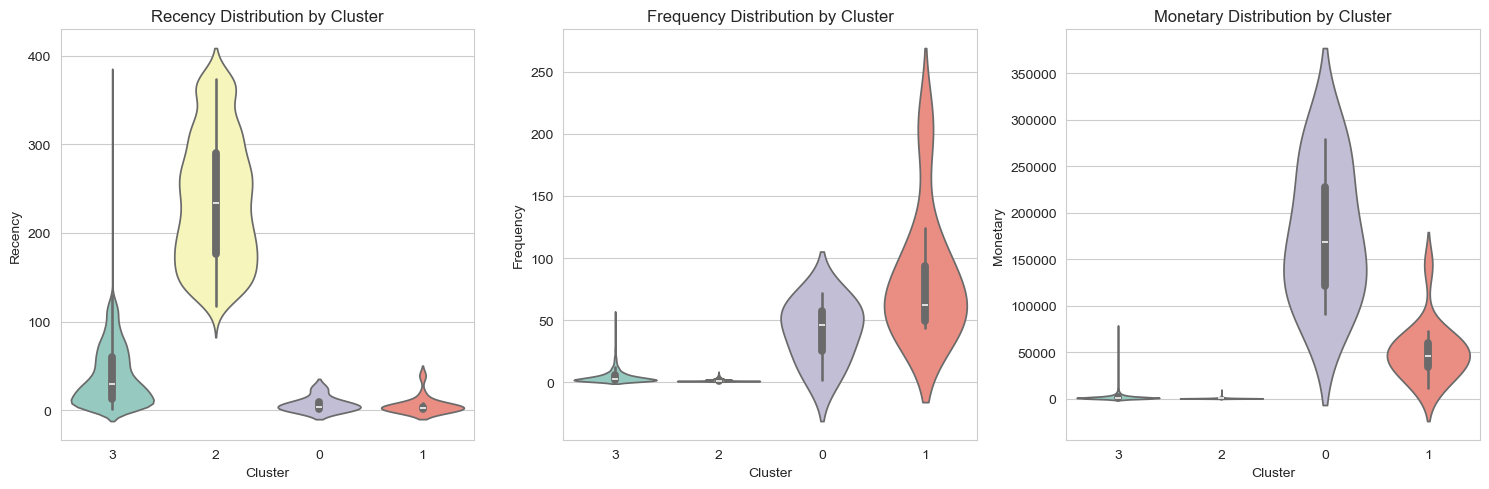 Recency Distribution by Cluster
Recency
400
300
200
100
0
3 2 0 1
Cluster
Frequency Distribution by Cluster
Frequency
250
200
150
100
50
0
3 2 0 1
Cluster
Monetary Distribution by Cluster
Monetary
350000
300000
250000
200000
150000
100000
50000
0
3 2 0 1
Cluster